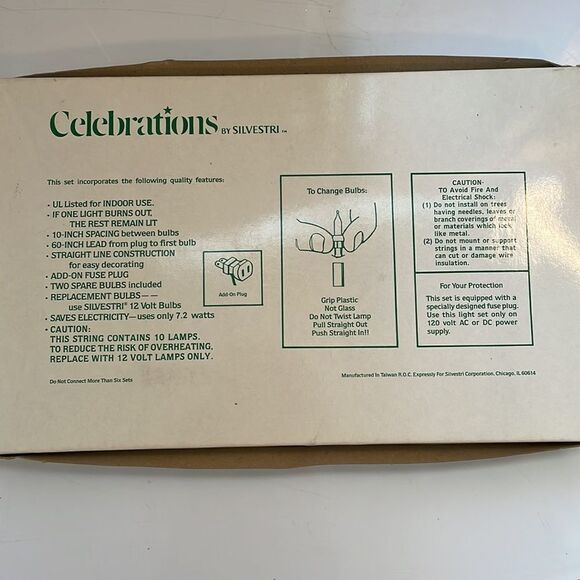 Celebrations BY SILVESTRI ™
This set incorporates the following quality features:
• UL Listed for INDOOR USE.
• IF ONE LIGHT BURNS OUT,
THE REST REMAIN LIT
• 10-INCH SPACING between bulbs
• 60-INCH LEAD from plug to first bulb
• STRAIGHT LINE CONSTRUCTION
for easy decorating
• ADD-ON FUSE PLUG
• TWO SPARE BULBS included
• REPLACEMENT BULBS — —
use SILVESTRI® 12 Volt Bulbs
• SAVES ELECTRICITY—uses only 7.2 watts
• CAUTION:
THIS STRING CONTAINS 10 LAMPS.
TO REDUCE THE RISK OF OVERHEATING,
REPLACE WITH 12 VOLT LAMPS ONLY.
Do Not Connect More Than Six Sets
Add-On Plug
To Change Bulbs:
Grip Plastic
Not Glass
Do Not Twist Lamp
Pull Straight Out
Push Straight In!!
CAUTION-
TO Avoid Fire And
Electrical Shock:
(1) Do not install on trees
having needles, leaves or
branch coverings of metal
or materials which look
like metal.
(2) Do not mount or support
strings in a manner that
can cut or damage wire
insulation.
For Your Protection
This set is equipped with a
specially designed fuse plug.
Use this light set only on
120 volt AC or DC power
supply.
Manufactured In Taiwan R.O.C. Expressly For Silvestri Corporation, Chicago, IL 60614